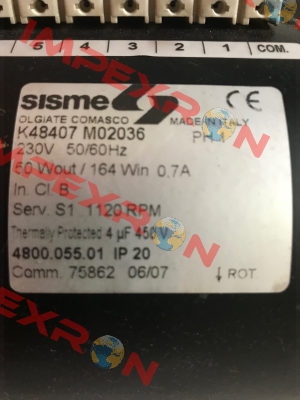 5 4 3 2 1 COM.
sisme
OLGIATE COMASCO MADE IN ITALY
K48407 M02036 PH 1
230V 50/60Hz
60 Wout / 164 Win 0.7A
In. Cl. B
Serv. S1 1120 RPM
Thermally Protected 4 µF 450V
4800.055.01 IP 20
Comm. 75862 06/07 ↓ ROT
IMPEXRON
IMPEXRON